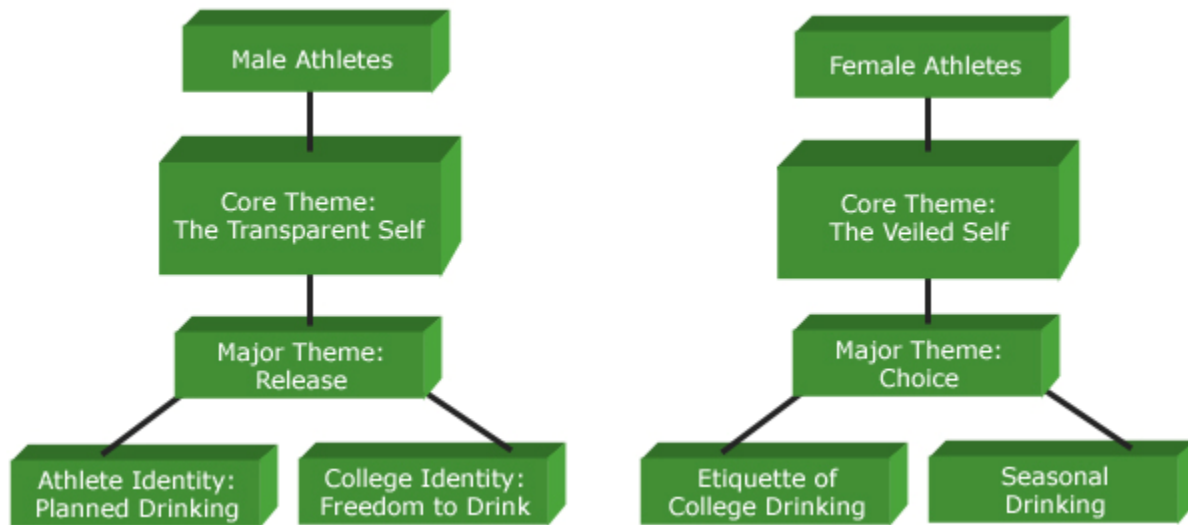 Male Athletes
Core Theme:
The Transparent Self
Major Theme:
Release
Athlete Identity:
Planned Drinking
College Identity:
Freedom to Drink
Female Athletes
Core Theme:
The Veiled Self
Major Theme:
Choice
Etiquette of
College Drinking
Seasonal
Drinking